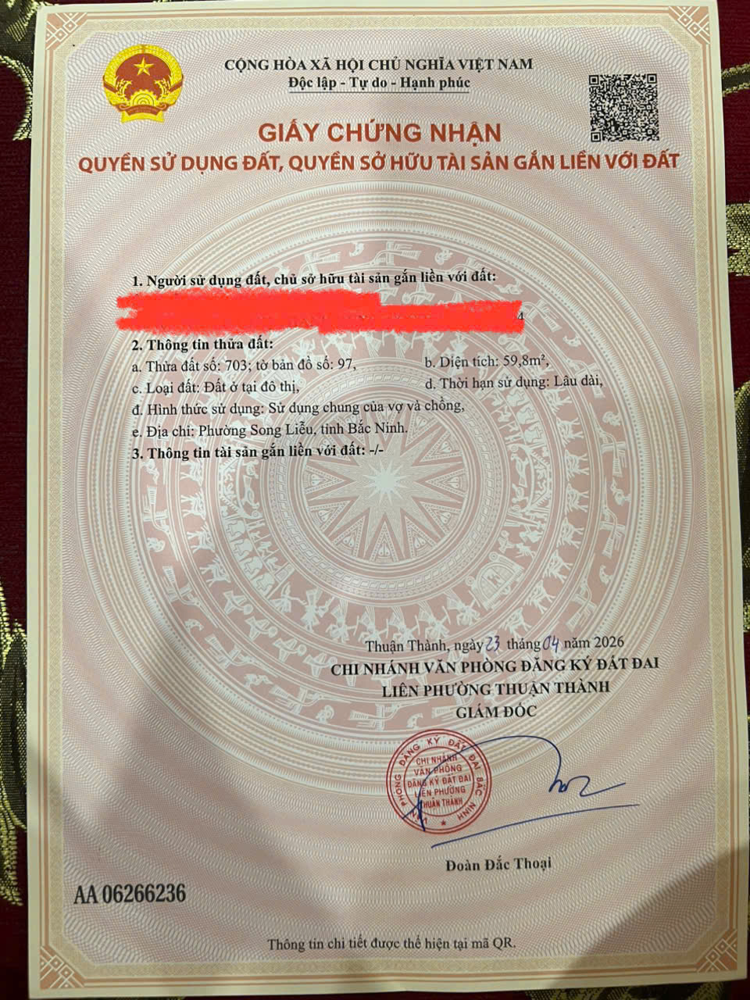 CỘNG HÒA XÃ HỘI CHỦ NGHĨA VIỆT NAM
Độc lập - Tự do - Hạnh phúc
GIẤY CHỨNG NHẬN
QUYỀN SỬ DỤNG ĐẤT, QUYỀN SỞ HỮU TÀI SẢN GẮN LIỀN VỚI ĐẤT
1. Người sử dụng đất, chủ sở hữu tài sản gắn liền với đất:
4
2. Thông tin thửa đất:
a. Thửa đất số: 703; tờ bản đồ số: 97, b. Diện tích: 59,8m²,
c. Loại đất: Đất ở tại đô thị, d. Thời hạn sử dụng: Lâu dài,
đ. Hình thức sử dụng: Sử dụng chung của vợ và chồng,
e. Địa chỉ: Phường Song Liễu, tỉnh Bắc Ninh.
3. Thông tin tài sản gắn liền với đất: -/-
Thuận Thành, ngày 23 tháng 04 năm 2026
CHI NHÁNH VĂN PHÒNG ĐĂNG KÝ ĐẤT ĐAI
LIÊN PHƯỜNG THUẬN THÀNH
GIÁM ĐỐC
VĂN PHÒNG ĐĂNG KÝ ĐẤT ĐAI BẮC NINH
CHI NHÁNH
VĂN PHÒNG
ĐĂNG KÝ ĐẤT ĐAI
LIÊN PHƯỜNG
THUẬN THÀNH
Đoàn Đắc Thoại
AA 06266236
Thông tin chi tiết được thể hiện tại mã QR.